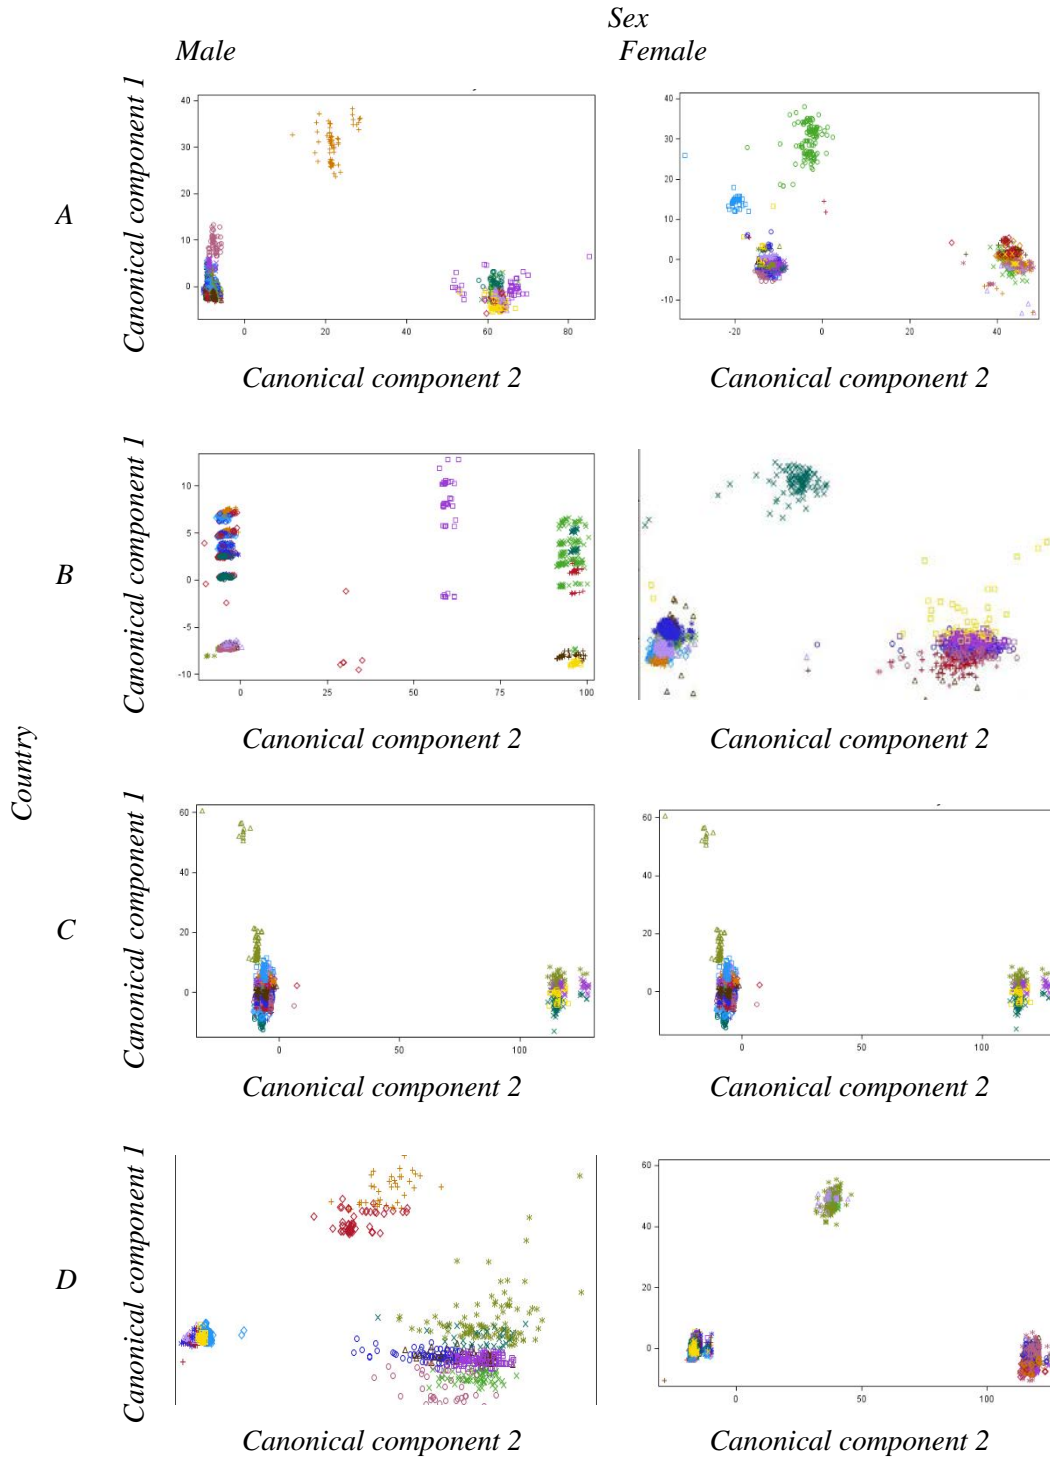 Sex
Male Female
Country
A
Canonical component 1
40
30
20
10
0
0 20 40 60 80
Canonical component 2
40
30
20
10
0
-10
-20 0 20 40
Canonical component 2
B
Canonical component 1
10
5
0
-5
-10
0 25 50 75 100
Canonical component 2
Canonical component 2
C
Canonical component 1
60
40
20
0
0 50 100
Canonical component 2
60
40
20
0
0 50 100
Canonical component 2
D
Canonical component 1
Canonical component 2
60
40
20
0
0 50 100
Canonical component 2